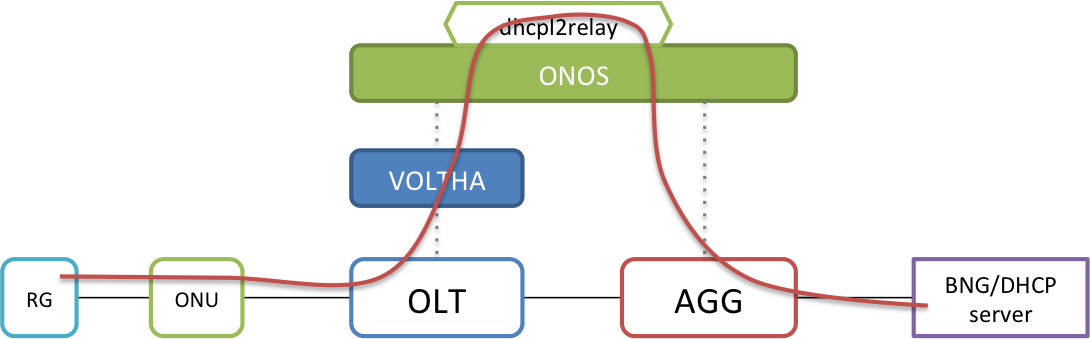 dhcpl2relay
ONOS
VOLTHA
RG
ONU
OLT
AGG
BNG/DHCP
server